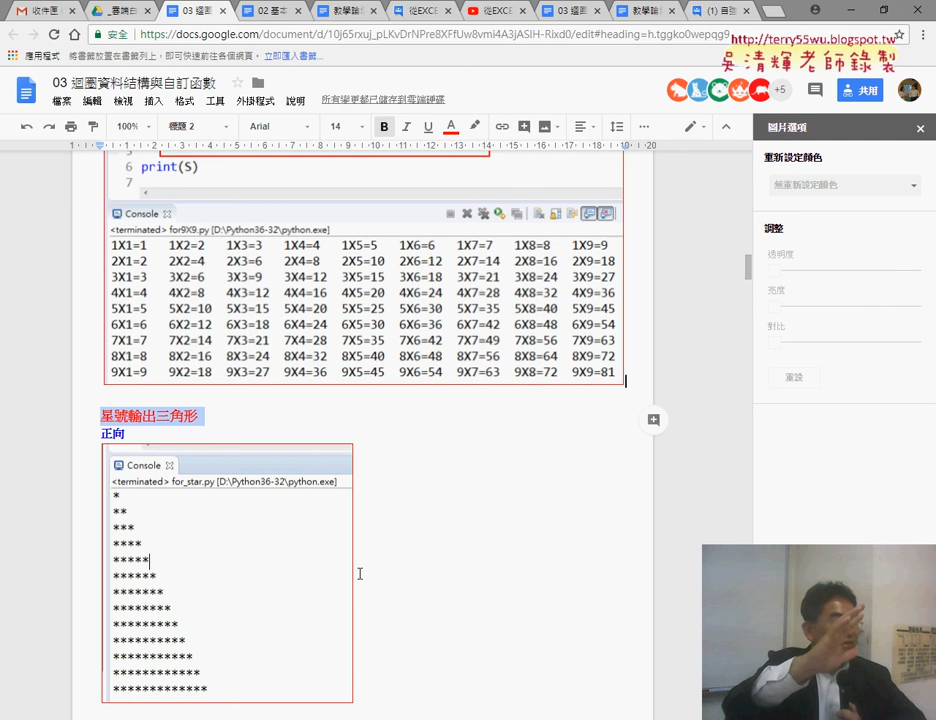 收件匣
_雲端白
03 迴圈
02 基本
教學論
從EXCE
從EXCE
03 迴圈
教學論
(1) 自強
安全
https://docs.google.com/document/d/10j65rxuj_pLKvDrNPre8XfFUw8vmi4A3jASIH-Rixd0/edit#heading=h.tggko0wepqg9
http://terry55wu.blogspot.tw
吳清輝老師錄製
應用程式
將書籤放置在書籤列上，即可快速前往各個網頁。
立即匯入書籤...
03 迴圈資料結構與自訂函數
檔案 編輯 檢視 插入 格式 工具 外掛程式 說明
所有變更都已儲存到雲端硬碟
+5
共用
100%
標題 2
Arial
14
B I U A
圖片選項
重新設定顏色
無重新設定顏色
調整
透明度
亮度
對比
重設
6 print(S)
7
Console
<terminated> for9X9.py [D:\Python36-32\python.exe]
1X1=1 1X2=2 1X3=3 1X4=4 1X5=5 1X6=6 1X7=7 1X8=8 1X9=9
2X1=2 2X2=4 2X3=6 2X4=8 2X5=10 2X6=12 2X7=14 2X8=16 2X9=18
3X1=3 3X2=6 3X3=9 3X4=12 3X5=15 3X6=18 3X7=21 3X8=24 3X9=27
4X1=4 4X2=8 4X3=12 4X4=16 4X5=20 4X6=24 4X7=28 4X8=32 4X9=36
5X1=5 5X2=10 5X3=15 5X4=20 5X5=25 5X6=30 5X7=35 5X8=40 5X9=45
6X1=6 6X2=12 6X3=18 6X4=24 6X5=30 6X6=36 6X7=42 6X8=48 6X9=54
7X1=7 7X2=14 7X3=21 7X4=28 7X5=35 7X6=42 7X7=49 7X8=56 7X9=63
8X1=8 8X2=16 8X3=24 8X4=32 8X5=40 8X6=48 8X7=56 8X8=64 8X9=72
9X1=9 9X2=18 9X3=27 9X4=36 9X5=45 9X6=54 9X7=63 9X8=72 9X9=81
星號輸出三角形
正向
Console
<terminated> for_star.py [D:\Python36-32\python.exe]
*
**
***
****
*****
******
*******
********
*********
**********
***********
************
*************